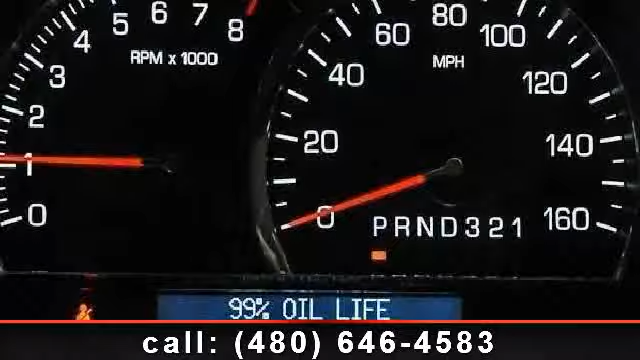 0 1 2 3 4 5 6 7 8
RPM x 1000
0 20 40 60 80 100 120 140 160
MPH
PRND321
99% OIL LIFE
call: (480) 646-4583